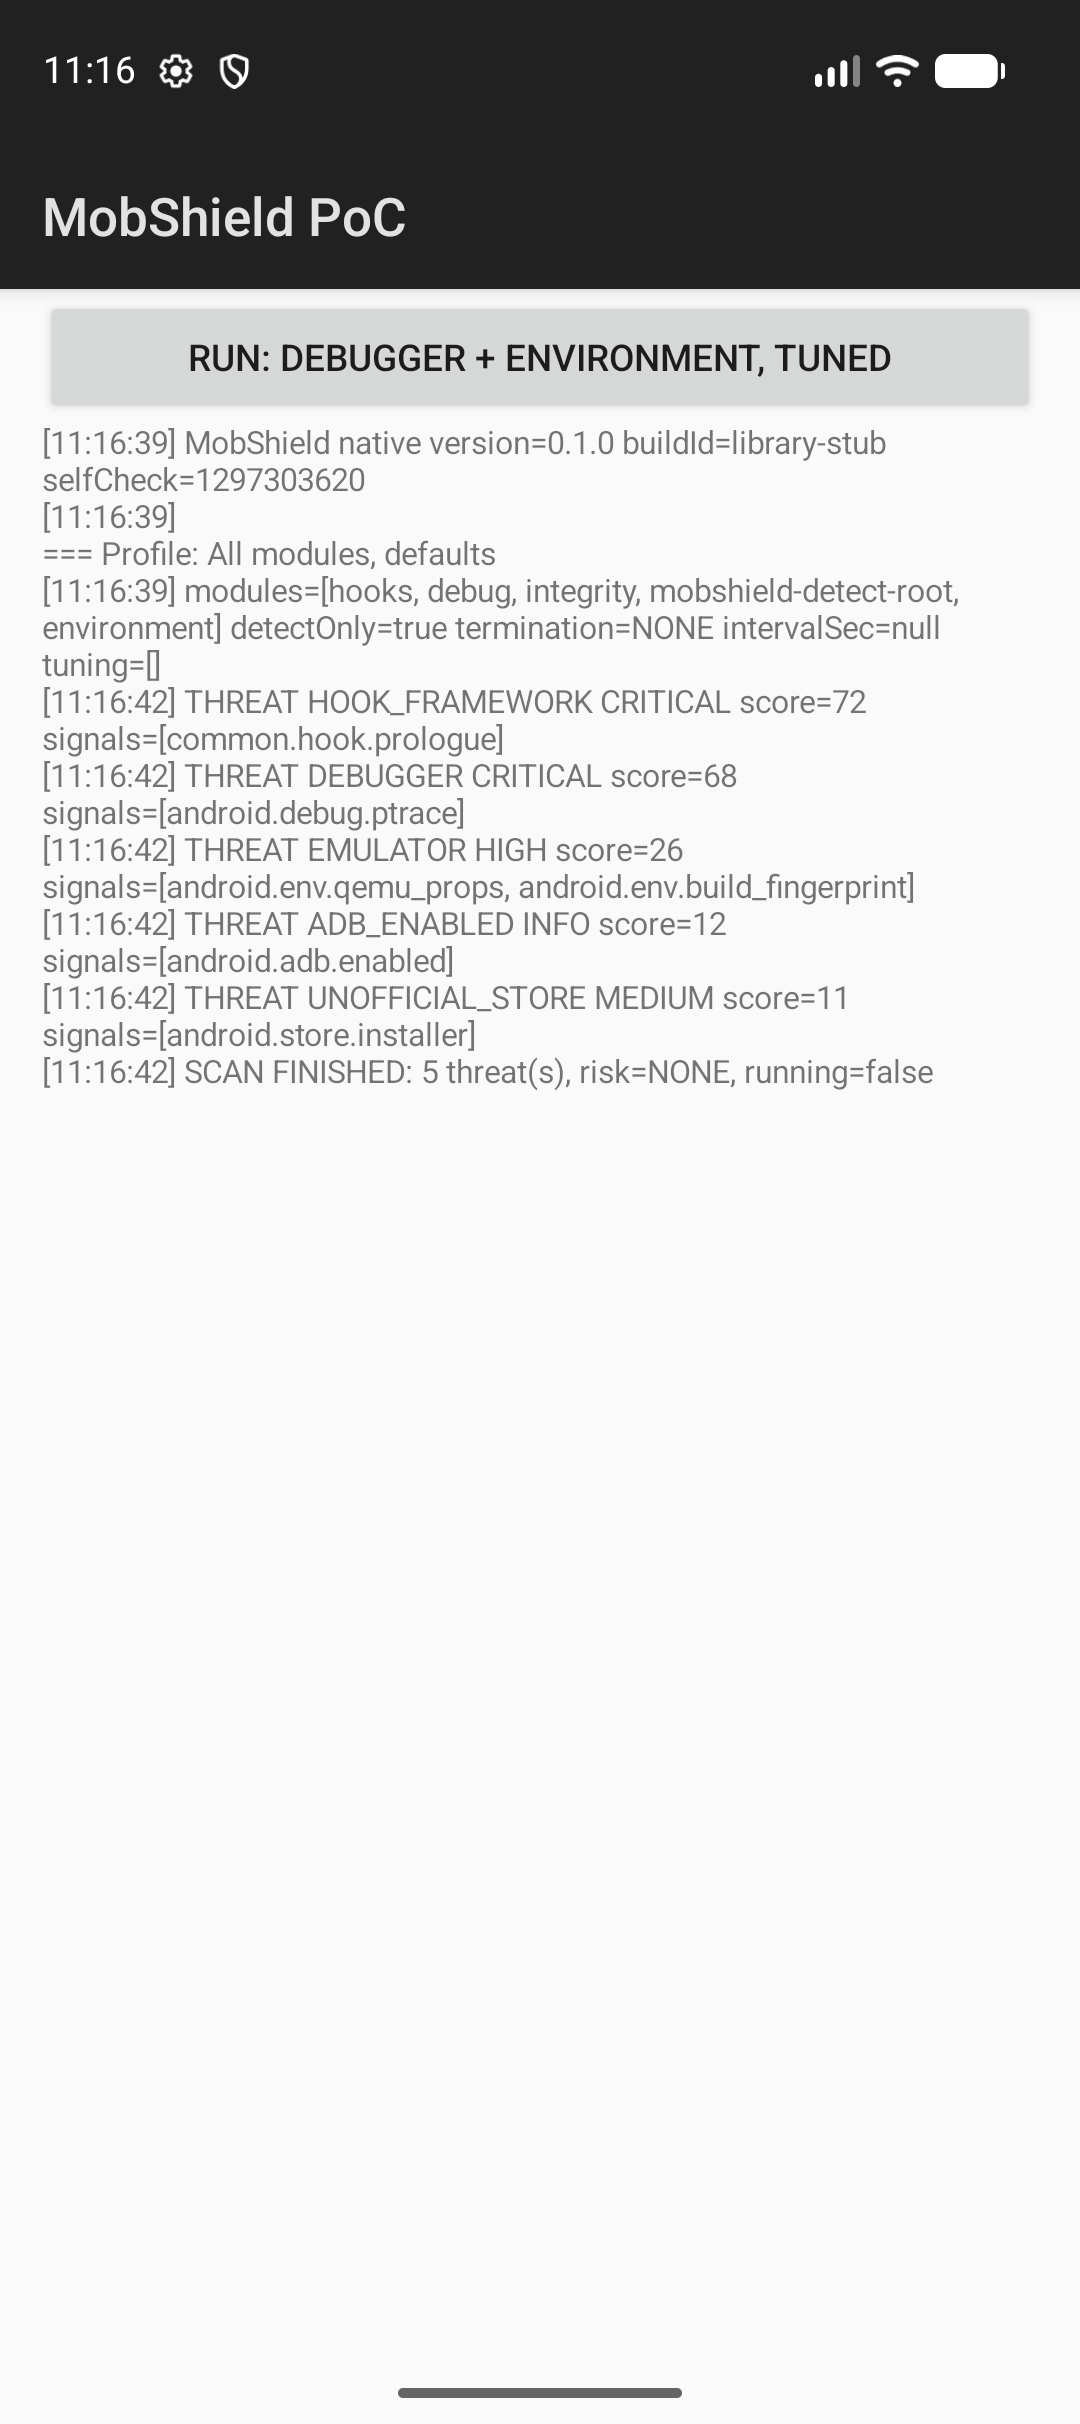 11:16
MobShield PoC
RUN: DEBUGGER + ENVIRONMENT, TUNED
[11:16:39] MobShield native version=0.1.0 buildId=library-stub
selfCheck=1297303620
[11:16:39]
=== Profile: All modules, defaults
[11:16:39] modules=[hooks, debug, integrity, mobshield-detect-root,
environment] detectOnly=true termination=NONE intervalSec=null
tuning=[]
[11:16:42] THREAT HOOK_FRAMEWORK CRITICAL score=72
signals=[common.hook.prologue]
[11:16:42] THREAT DEBUGGER CRITICAL score=68
signals=[android.debug.ptrace]
[11:16:42] THREAT EMULATOR HIGH score=26
signals=[android.env.qemu_props, android.env.build_fingerprint]
[11:16:42] THREAT ADB_ENABLED INFO score=12
signals=[android.adb.enabled]
[11:16:42] THREAT UNOFFICIAL_STORE MEDIUM score=11
signals=[android.store.installer]
[11:16:42] SCAN FINISHED: 5 threat(s), risk=NONE, running=false